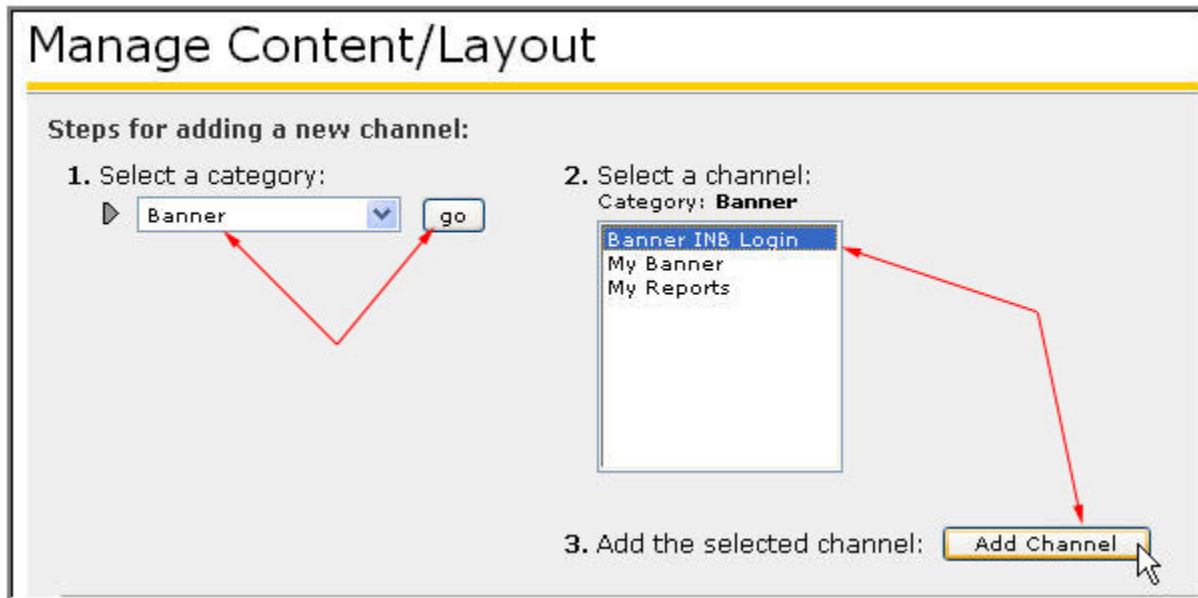 Manage Content/Layout
Steps for adding a new channel:
1. Select a category:
Banner
go
2. Select a channel:
Category: Banner
Banner INB Login
My Banner
My Reports
3. Add the selected channel:
Add Channel